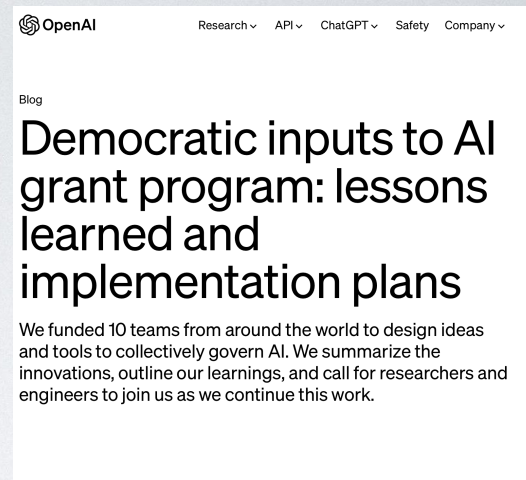 OpenAI Research API ChatGPT Safety Company
Blog
Democratic inputs to AI
grant program: lessons
learned and
implementation plans
We funded 10 teams from around the world to design ideas
and tools to collectively govern AI. We summarize the
innovations, outline our learnings, and call for researchers and
engineers to join us as we continue this work.